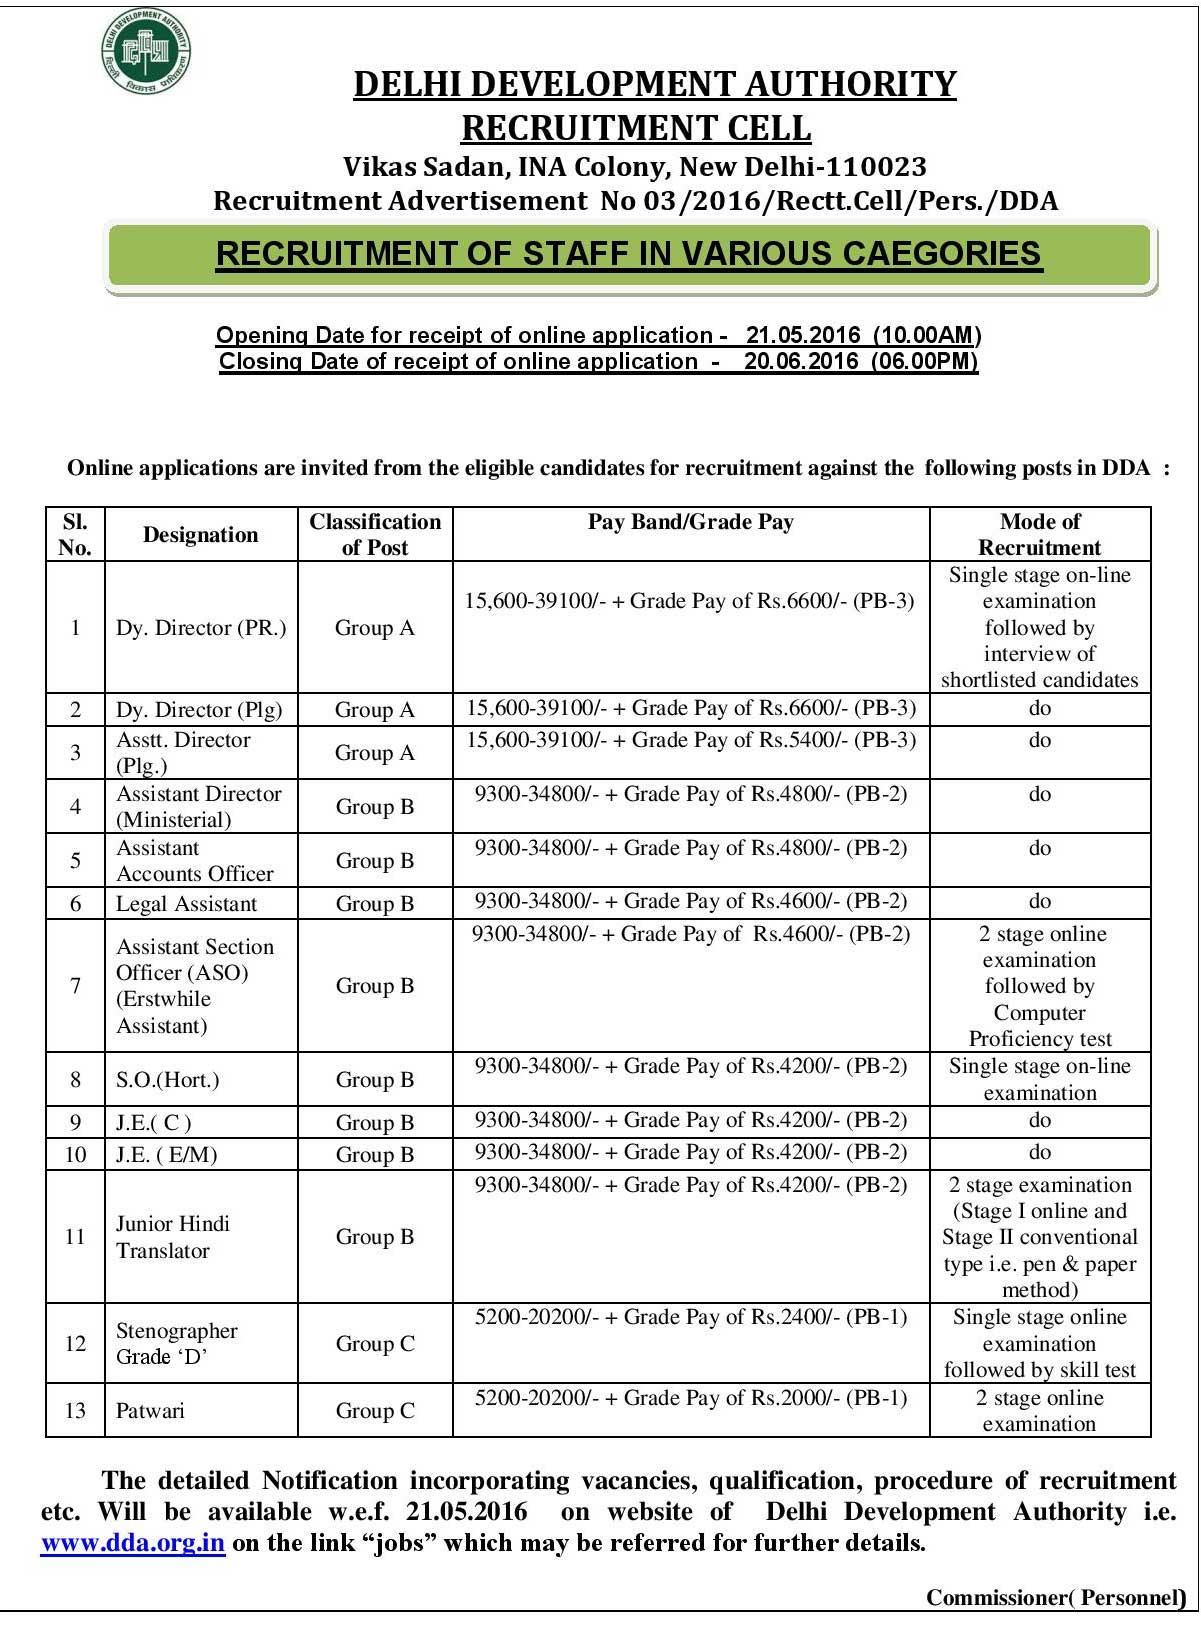 DELHI DEVELOPMENT AUTHORITY
दिल्ली विकास प्राधिकरण
DELHI DEVELOPMENT AUTHORITY
RECRUITMENT CELL
Vikas Sadan, INA Colony, New Delhi-110023
Recruitment Advertisement No 03/2016/Rectt.Cell/Pers./DDA
RECRUITMENT OF STAFF IN VARIOUS CAEGORIES
Opening Date for receipt of online application - 21.05.2016 (10.00AM)
Closing Date of receipt of online application - 20.06.2016 (06.00PM)
Online applications are invited from the eligible candidates for recruitment against the following posts in DDA :
Sl. No.
Designation
Classification of Post
Pay Band/Grade Pay
Mode of Recruitment
1
Dy. Director (PR.)
Group A
15,600-39100/- + Grade Pay of Rs.6600/- (PB-3)
Single stage on-line
examination
followed by
interview of
shortlisted candidates
2
Dy. Director (Plg)
Group A
15,600-39100/- + Grade Pay of Rs.6600/- (PB-3)
do
3
Asstt. Director
(Plg.)
Group A
15,600-39100/- + Grade Pay of Rs.5400/- (PB-3)
do
4
Assistant Director
(Ministerial)
Group B
9300-34800/- + Grade Pay of Rs.4800/- (PB-2)
do
5
Assistant
Accounts Officer
Group B
9300-34800/- + Grade Pay of Rs.4800/- (PB-2)
do
6
Legal Assistant
Group B
9300-34800/- + Grade Pay of Rs.4600/- (PB-2)
do
7
Assistant Section
Officer (ASO)
(Erstwhile
Assistant)
Group B
9300-34800/- + Grade Pay of Rs.4600/- (PB-2)
2 stage online
examination
followed by
Computer
Proficiency test
8
S.O.(Hort.)
Group B
9300-34800/- + Grade Pay of Rs.4200/- (PB-2)
Single stage on-line
examination
9
J.E.( C )
Group B
9300-34800/- + Grade Pay of Rs.4200/- (PB-2)
do
10
J.E. ( E/M)
Group B
9300-34800/- + Grade Pay of Rs.4200/- (PB-2)
do
11
Junior Hindi
Translator
Group B
9300-34800/- + Grade Pay of Rs.4200/- (PB-2)
2 stage examination
(Stage I online and
Stage II conventional
type i.e. pen & paper
method)
12
Stenographer
Grade ‘D’
Group C
5200-20200/- + Grade Pay of Rs.2400/- (PB-1)
Single stage online
examination
followed by skill test
13
Patwari
Group C
5200-20200/- + Grade Pay of Rs.2000/- (PB-1)
2 stage online
examination
The detailed Notification incorporating vacancies, qualification, procedure of recruitment
etc. Will be available w.e.f. 21.05.2016 on website of Delhi Development Authority i.e.
www.dda.org.in on the link “jobs” which may be referred for further details.
Commissioner( Personnel)